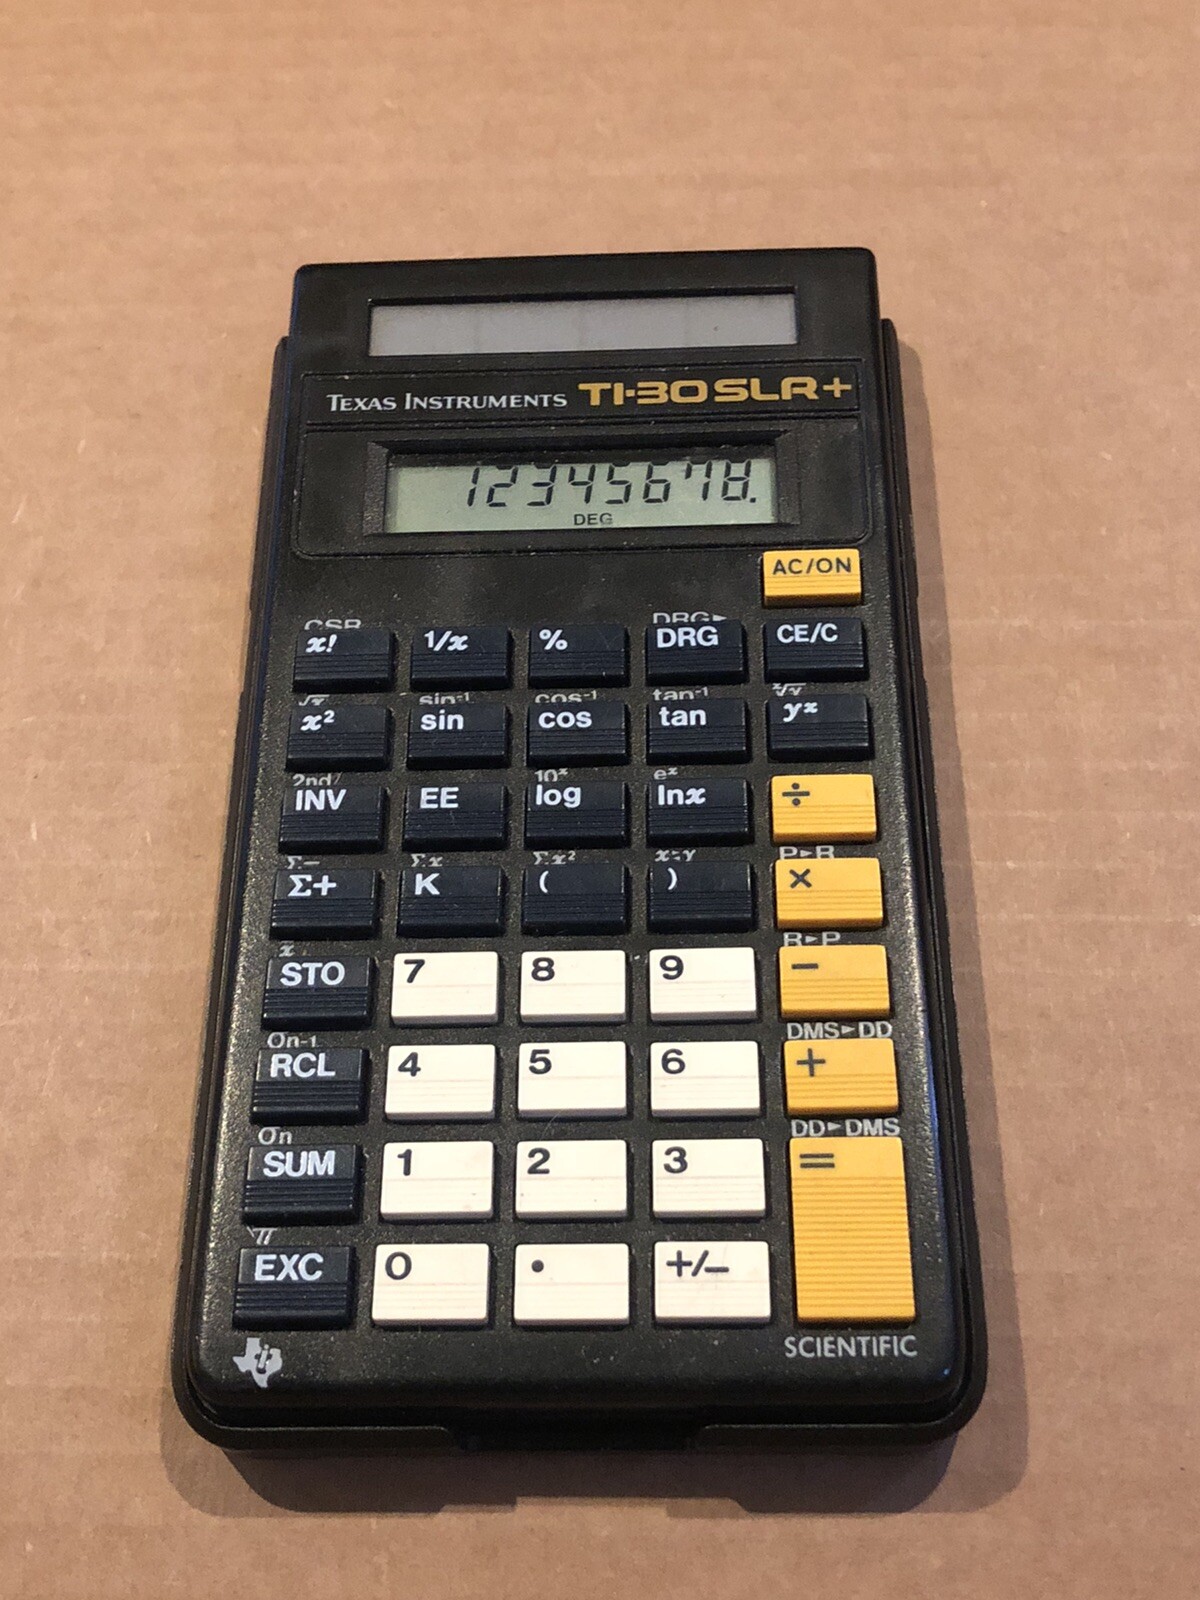 TEXAS INSTRUMENTS TI-30 SLR+
12345678.
DEG
AC/ON
CSR DRG▶
x! 1/x % DRG CE/C
√x sin-1 cos-1 tan-1 x√y
x² sin cos tan yˣ
2nd 10ˣ eˣ
INV EE log lnx ÷
Σ- Σx Σx² x:y P▶R
Σ+ K ( ) ×
x̄ R▶P
STO 7 8 9 −
σn-1 DMS▶DD
RCL 4 5 6 +
σn DD▶DMS
SUM 1 2 3 =
π
EXC 0 . +/−
SCIENTIFIC